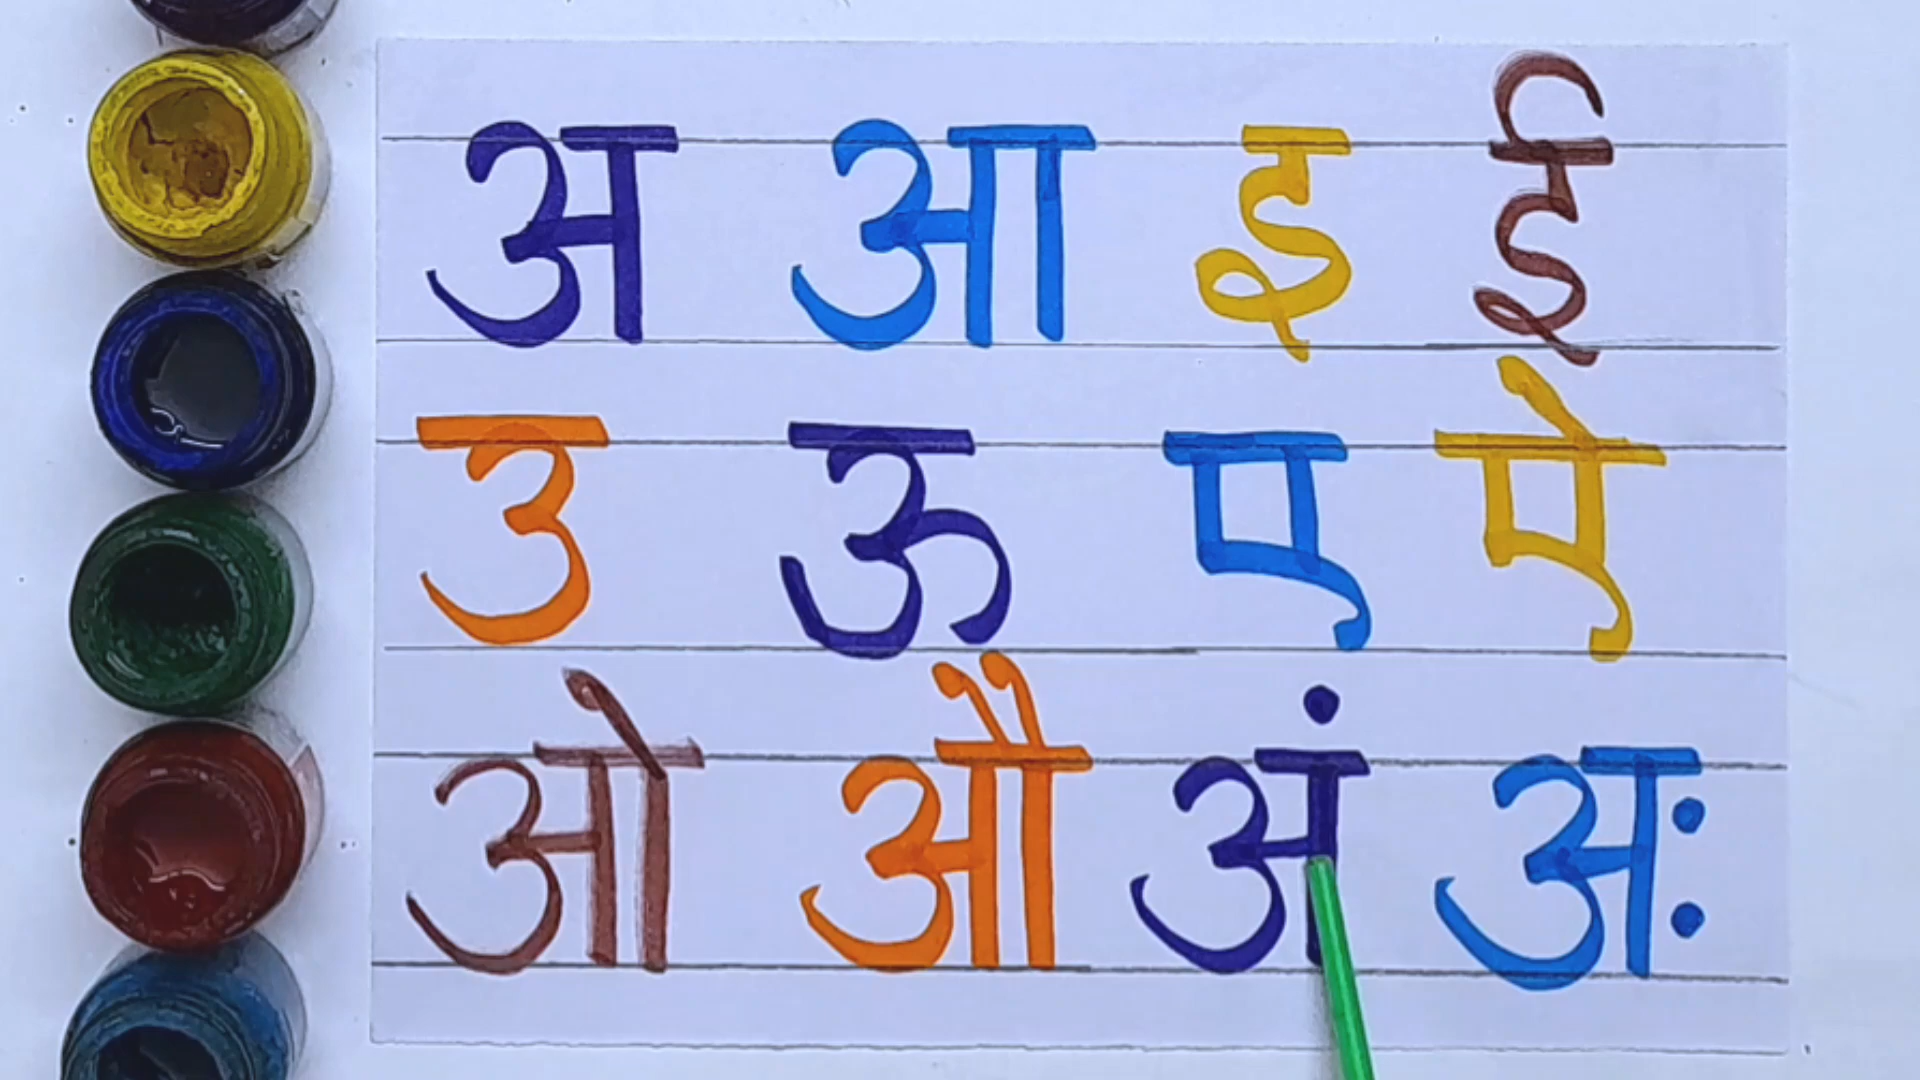 अ आ इ ई
उ ऊ ए ऐ
ओ औ अं अः